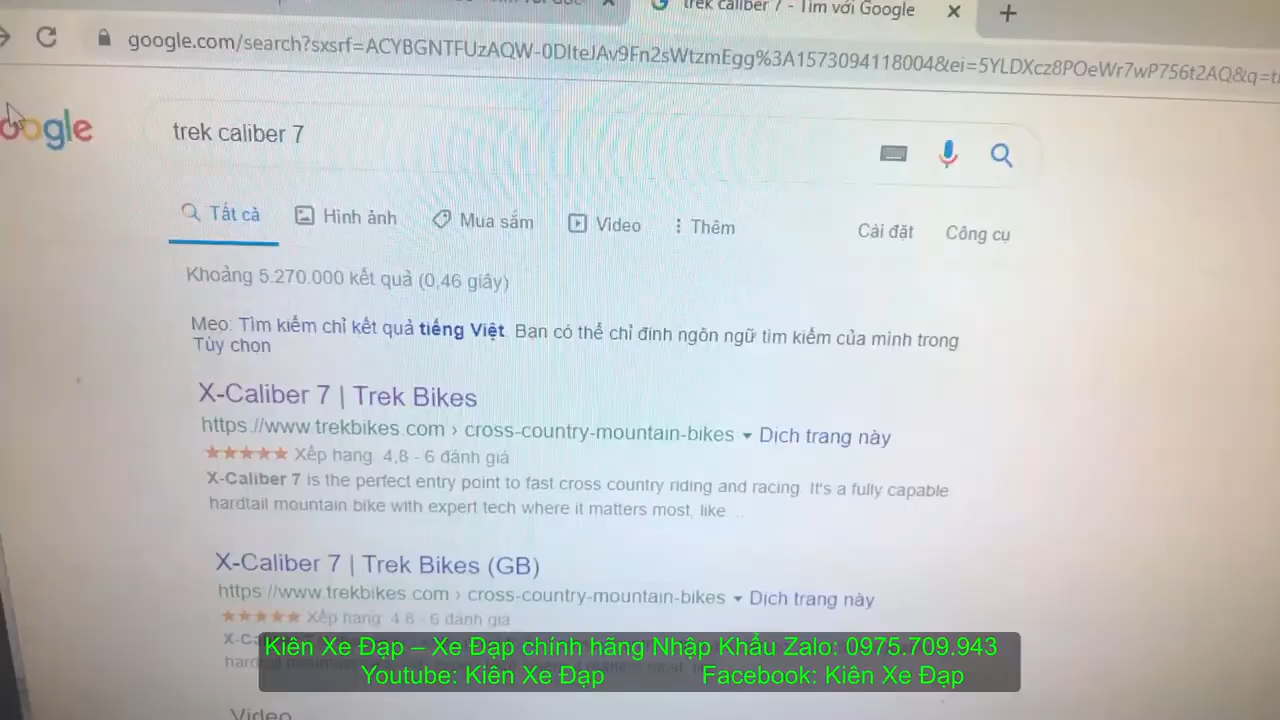 trek caliber 7 - Tìm với Google
google.com/search?sxsrf=ACYBGNTFUzAQW-0DIteJAv9Fn2sWtzmEgg%3A1573094118004&ei=5YLDXcz8POeWr7wP756t2AQ&q=t
oogle
trek caliber 7
Tất cả
Hình ảnh
Mua sắm
Video
Thêm
Cài đặt
Công cụ
Khoảng 5.270.000 kết quả (0,46 giây)
Mẹo: Tìm kiếm chỉ kết quả tiếng Việt. Bạn có thể chỉ định ngôn ngữ tìm kiếm của mình trong
Tùy chọn
X-Caliber 7 | Trek Bikes
https://www.trekbikes.com › cross-country-mountain-bikes Dịch trang này
★★★★★ Xếp hạng: 4,8 - 6 đánh giá
X-Caliber 7 is the perfect entry point to fast cross country riding and racing. It's a fully capable
hardtail mountain bike with expert tech where it matters most, like ...
X-Caliber 7 | Trek Bikes (GB)
https://www.trekbikes.com › cross-country-mountain-bikes Dịch trang này
★★★★★ Xếp hạng: 4,8 - 6 đánh giá
Kiên Xe Đạp – Xe Đạp chính hãng Nhập Khẩu Zalo: 0975.709.943
Youtube: Kiên Xe Đạp Facebook: Kiên Xe Đạp
Video